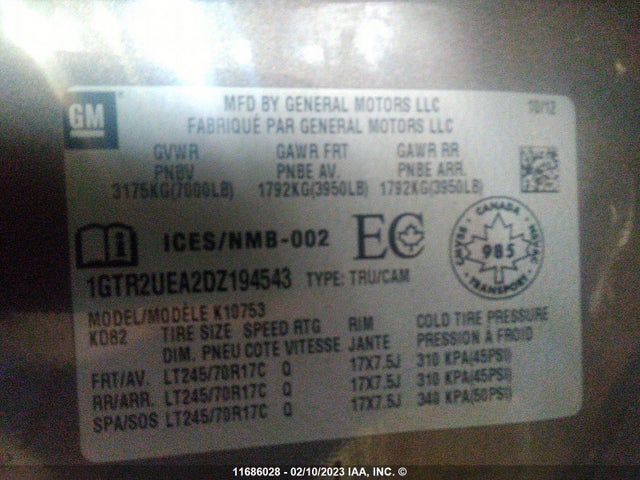 GM
MFD BY GENERAL MOTORS LLC 10/12
FABRIQUÉ PAR GENERAL MOTORS LLC
GVWR GAWR FRT GAWR RR
PNBV PNBE AV. PNBE ARR.
3175KG(7000LB) 1792KG(3950LB) 1792KG(3950LB)
ICES/NMB-002 EC
CANADA
CMVSS 985 NSVAC
1GTR2UEA2DZ194543 TYPE: TRU/CAM
MODEL/MODÈLE K10753
KDB2 TIRE SIZE SPEED RTG RIM COLD TIRE PRESSURE
DIM. PNEU COTE VITESSE JANTE PRESSION À FROID
FRT/AV. LT245/70R17C Q 17X7.5J 310 KPA(45PSI)
RR/ARR. LT245/70R17C Q 17X7.5J 310 KPA(45PSI)
SPA/SOS LT245/70R17C Q 17X7.5J 340 KPA(50PSI)
11686028 - 02/10/2023 IAA, INC. ©